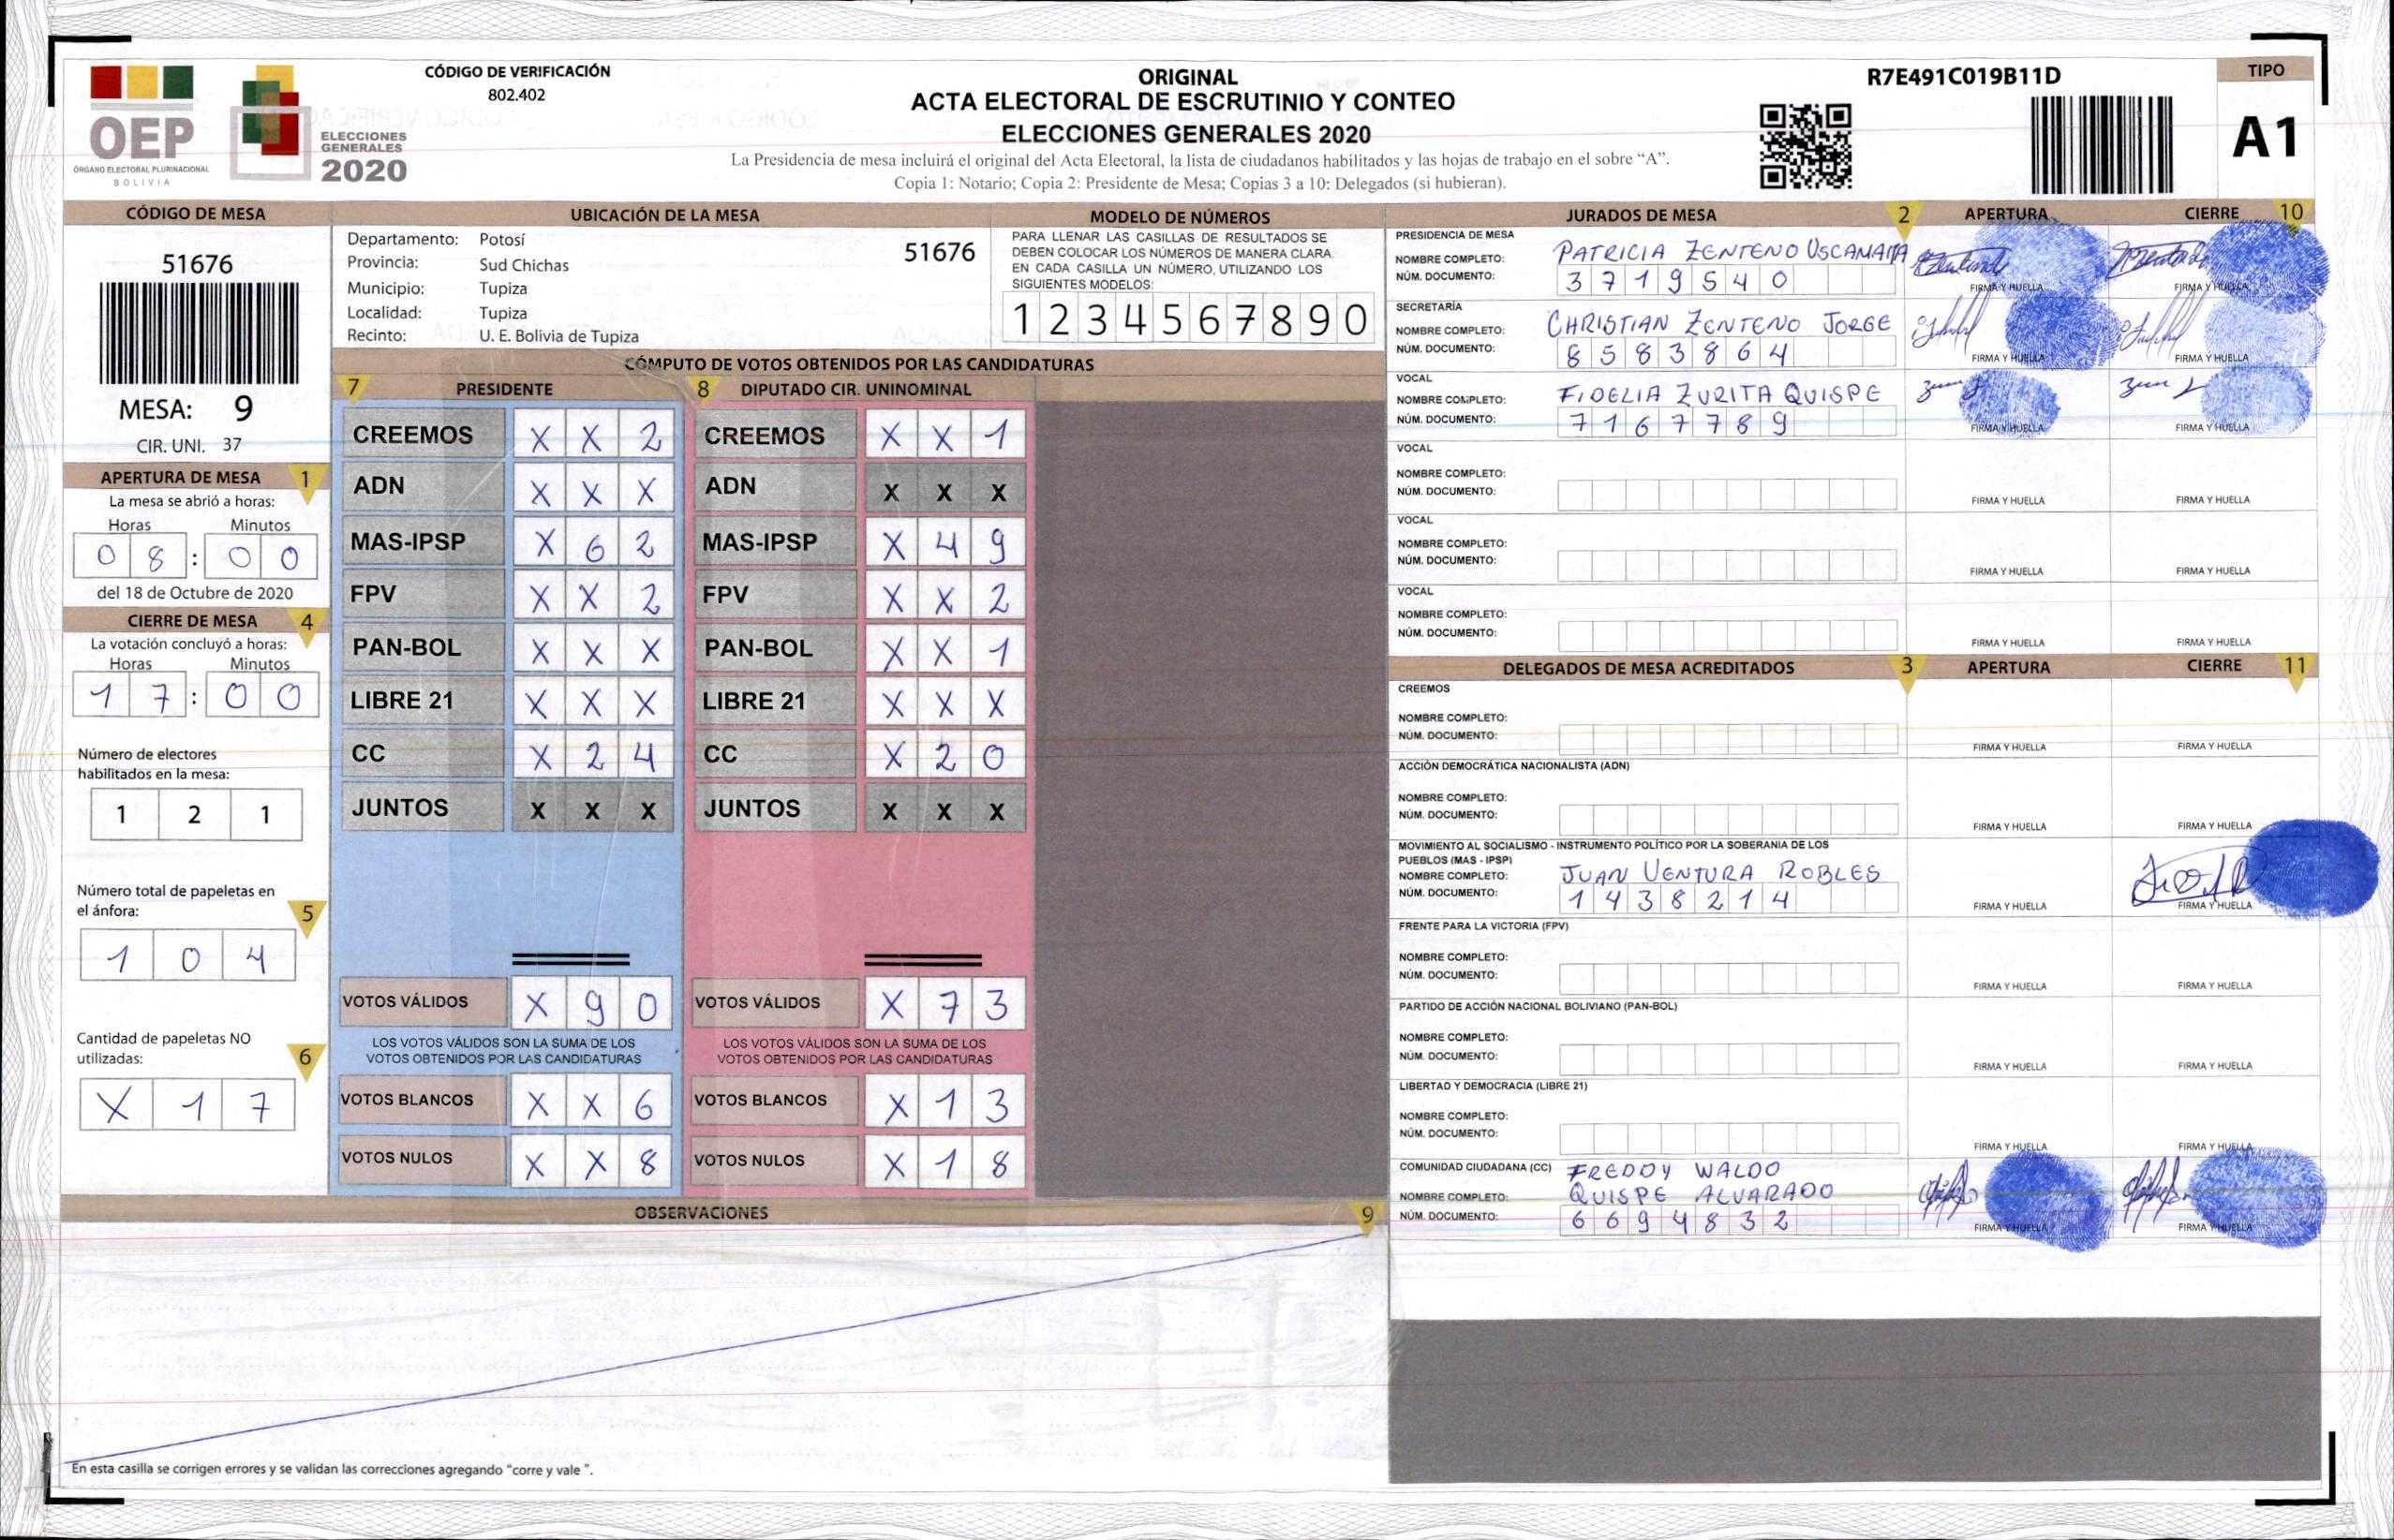 CÓDIGO DE VERIFICACIÓN
802.402
ORIGINAL
ACTA ELECTORAL DE ESCRUTINIO Y CONTEO
ELECCIONES GENERALES 2020
La Presidencia de mesa incluirá el original del Acta Electoral, la lista de ciudadanos habilitados y las hojas de trabajo en el sobre “A”.
Copia 1: Notario; Copia 2: Presidente de Mesa; Copias 3 a 10: Delegados (si hubieran).
R7E491C019B11D
TIPO
A1
OEP
ÓRGANO ELECTORAL PLURINACIONAL
BOLIVIA
ELECCIONES
GENERALES
2020
CÓDIGO DE MESA
51676
MESA: 9
CIR. UNI. 37
APERTURA DE MESA 1
La mesa se abrió a horas:
Horas Minutos
0 8 : 0 0
del 18 de Octubre de 2020
CIERRE DE MESA 4
La votación concluyó a horas:
Horas Minutos
1 7 : 0 0
Número de electores
habilitados en la mesa:
1 2 1
Número total de papeletas en
el ánfora: 5
1 0 4
Cantidad de papeletas NO
utilizadas: 6
X 1 7
UBICACIÓN DE LA MESA
Departamento: Potosí 51676
Provincia: Sud Chichas
Municipio: Tupiza
Localidad: Tupiza
Recinto: U. E. Bolivia de Tupiza
MODELO DE NÚMEROS
PARA LLENAR LAS CASILLAS DE RESULTADOS SE
DEBEN COLOCAR LOS NÚMEROS DE MANERA CLARA.
EN CADA CASILLA UN NÚMERO, UTILIZANDO LOS
SIGUIENTES MODELOS:
1 2 3 4 5 6 7 8 9 0
CÓMPUTO DE VOTOS OBTENIDOS POR LAS CANDIDATURAS
7 PRESIDENTE 8 DIPUTADO CIR. UNINOMINAL
CREEMOS X X 2 CREEMOS X X 1
ADN X X X ADN X X X
MAS-IPSP X 6 2 MAS-IPSP X 4 9
FPV X X 2 FPV X X 2
PAN-BOL X X X PAN-BOL X X 1
LIBRE 21 X X X LIBRE 21 X X X
CC X 2 4 CC X 2 0
JUNTOS X X X JUNTOS X X X
VOTOS VÁLIDOS X 9 0 VOTOS VÁLIDOS X 7 3
LOS VOTOS VÁLIDOS SON LA SUMA DE LOS LOS VOTOS VÁLIDOS SON LA SUMA DE LOS
VOTOS OBTENIDOS POR LAS CANDIDATURAS VOTOS OBTENIDOS POR LAS CANDIDATURAS
VOTOS BLANCOS X X 6 VOTOS BLANCOS X 1 3
VOTOS NULOS X X 8 VOTOS NULOS X 1 8
OBSERVACIONES 9
En esta casilla se corrigen errores y se validan las correcciones agregando “corre y vale ”.
JURADOS DE MESA 2 APERTURA CIERRE 10
PRESIDENCIA DE MESA
NOMBRE COMPLETO: PATRICIA ZENTENO USCAMAITA
NÚM. DOCUMENTO: 3 7 1 9 5 4 0
FIRMA Y HUELLA FIRMA Y HUELLA
SECRETARÍA
NOMBRE COMPLETO: CHRISTIAN ZENTENO JORGE
NÚM. DOCUMENTO: 8 5 8 3 8 6 4
FIRMA Y HUELLA FIRMA Y HUELLA
VOCAL
NOMBRE COMPLETO: FIDELIA ZURITA QUISPE
NÚM. DOCUMENTO: 7 1 6 7 7 8 9
FIRMA Y HUELLA FIRMA Y HUELLA
VOCAL
NOMBRE COMPLETO:
NÚM. DOCUMENTO:
FIRMA Y HUELLA FIRMA Y HUELLA
VOCAL
NOMBRE COMPLETO:
NÚM. DOCUMENTO:
FIRMA Y HUELLA FIRMA Y HUELLA
VOCAL
NOMBRE COMPLETO:
NÚM. DOCUMENTO:
FIRMA Y HUELLA FIRMA Y HUELLA
DELEGADOS DE MESA ACREDITADOS 3 APERTURA CIERRE 11
CREEMOS
NOMBRE COMPLETO:
NÚM. DOCUMENTO:
FIRMA Y HUELLA FIRMA Y HUELLA
ACCIÓN DEMOCRÁTICA NACIONALISTA (ADN)
NOMBRE COMPLETO:
NÚM. DOCUMENTO:
FIRMA Y HUELLA FIRMA Y HUELLA
MOVIMIENTO AL SOCIALISMO - INSTRUMENTO POLÍTICO POR LA SOBERANIA DE LOS
PUEBLOS (MAS - IPSP)
NOMBRE COMPLETO: JUAN VENTURA ROBLES
NÚM. DOCUMENTO: 1 4 3 8 2 1 4
FIRMA Y HUELLA FIRMA Y HUELLA
FRENTE PARA LA VICTORIA (FPV)
NOMBRE COMPLETO:
NÚM. DOCUMENTO:
FIRMA Y HUELLA FIRMA Y HUELLA
PARTIDO DE ACCIÓN NACIONAL BOLIVIANO (PAN-BOL)
NOMBRE COMPLETO:
NÚM. DOCUMENTO:
FIRMA Y HUELLA FIRMA Y HUELLA
LIBERTAD Y DEMOCRACIA (LIBRE 21)
NOMBRE COMPLETO:
NÚM. DOCUMENTO:
FIRMA Y HUELLA FIRMA Y HUELLA
COMUNIDAD CIUDADANA (CC) FREDDY WALDO
NOMBRE COMPLETO: QUISPE ALVARADO
NÚM. DOCUMENTO: 6 6 9 4 8 3 2
FIRMA Y HUELLA FIRMA Y HUELLA